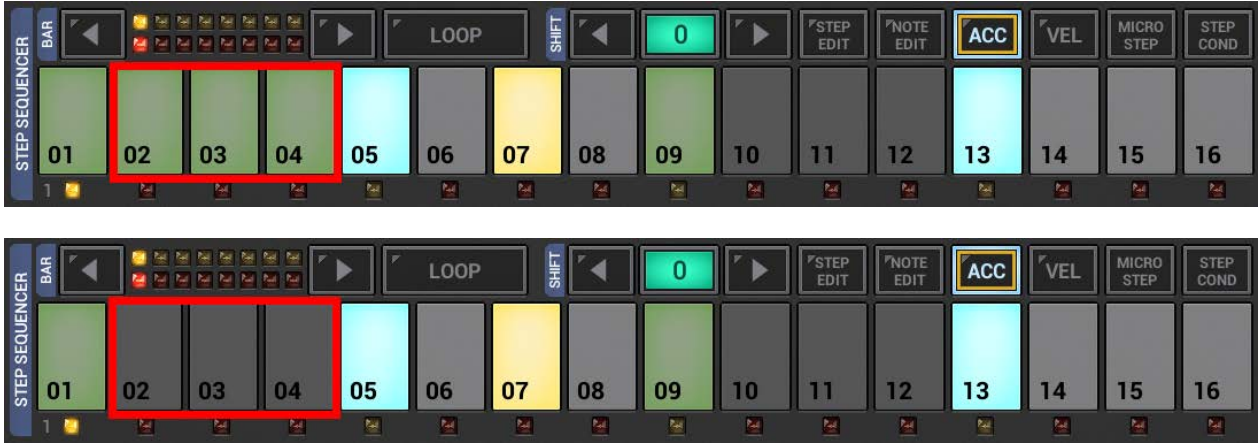 STEP SEQUENCER
BAR
LOOP
SHIFT
0
STEP EDIT
NOTE EDIT
ACC
VEL
MICRO STEP
STEP COND
01 02 03 04 05 06 07 08 09 10 11 12 13 14 15 16
1
STEP SEQUENCER
BAR
LOOP
SHIFT
0
STEP EDIT
NOTE EDIT
ACC
VEL
MICRO STEP
STEP COND
01 02 03 04 05 06 07 08 09 10 11 12 13 14 15 16
1